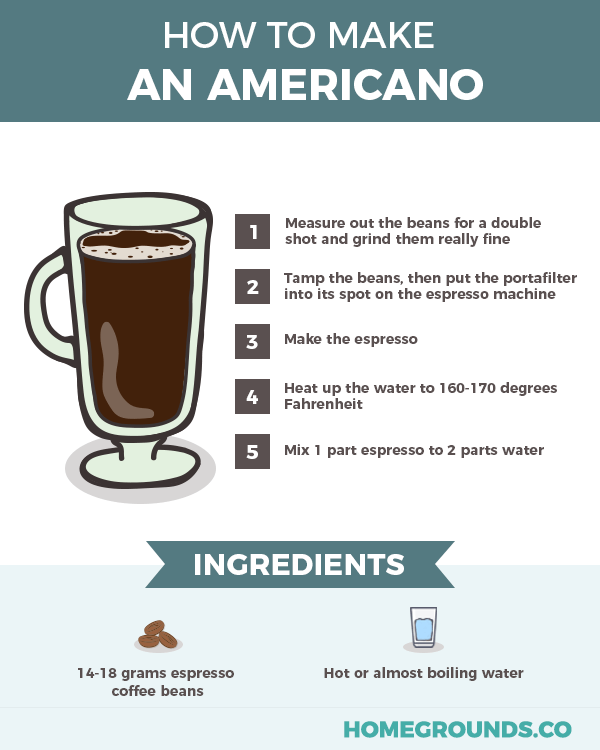 HOW TO MAKE
AN AMERICANO
1
Measure out the beans for a double
shot and grind them really fine
2
Tamp the beans, then put the portafilter
into its spot on the espresso machine
3
Make the espresso
4
Heat up the water to 160-170 degrees
Fahrenheit
5
Mix 1 part espresso to 2 parts water
INGREDIENTS
14-18 grams espresso
coffee beans
Hot or almost boiling water
HOMEGROUNDS.CO